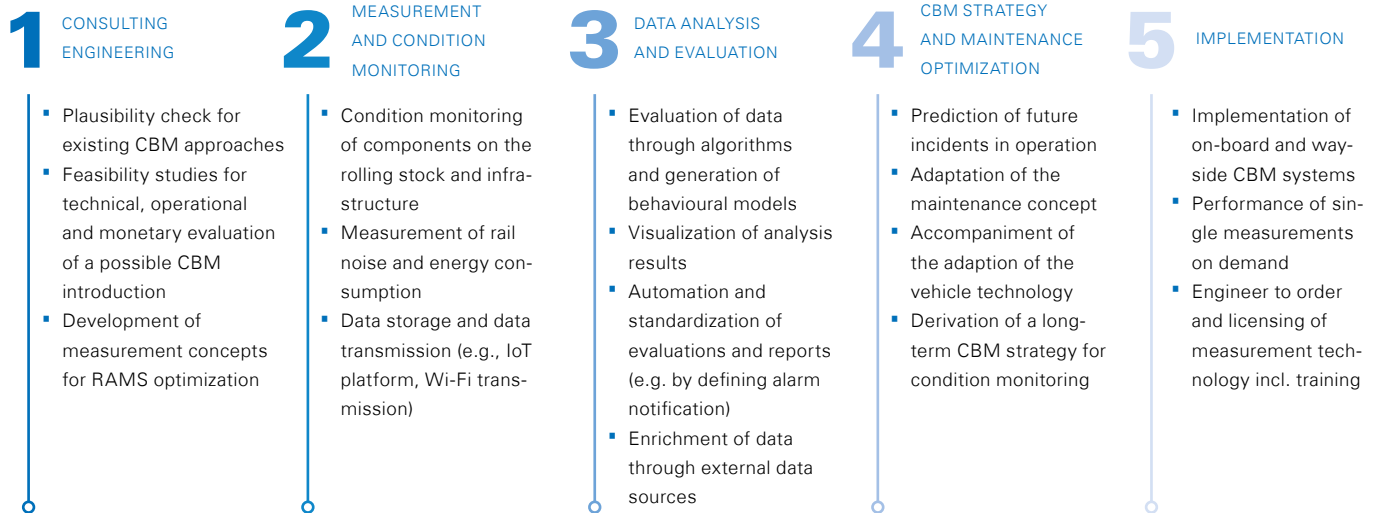 1
CONSULTING
ENGINEERING
▪ Plausibility check for
existing CBM approaches
▪ Feasibility studies for
technical, operational
and monetary evaluation
of a possible CBM
introduction
▪ Development of
measurement concepts
for RAMS optimization
2
MEASUREMENT
AND CONDITION
MONITORING
▪ Condition monitoring
of components on the
rolling stock and infra-
structure
▪ Measurement of rail
noise and energy con-
sumption
▪ Data storage and data
transmission (e.g., IoT
platform, Wi-Fi trans-
mission)
3
DATA ANALYSIS
AND EVALUATION
▪ Evaluation of data
through algorithms
and generation of
behavioural models
▪ Visualization of analysis
results
▪ Automation and
standardization of
evaluations and reports
(e.g. by defining alarm
notification)
▪ Enrichment of data
through external data
sources
4
CBM STRATEGY
AND MAINTENANCE
OPTIMIZATION
▪ Prediction of future
incidents in operation
▪ Adaptation of the
maintenance concept
▪ Accompaniment of
the adaption of the
vehicle technology
▪ Derivation of a long-
term CBM strategy for
condition monitoring
5
IMPLEMENTATION
▪ Implementation of
on-board and way-
side CBM systems
▪ Performance of sin-
gle measurements
on demand
▪ Engineer to order
and licensing of
measurement tech-
nology incl. training